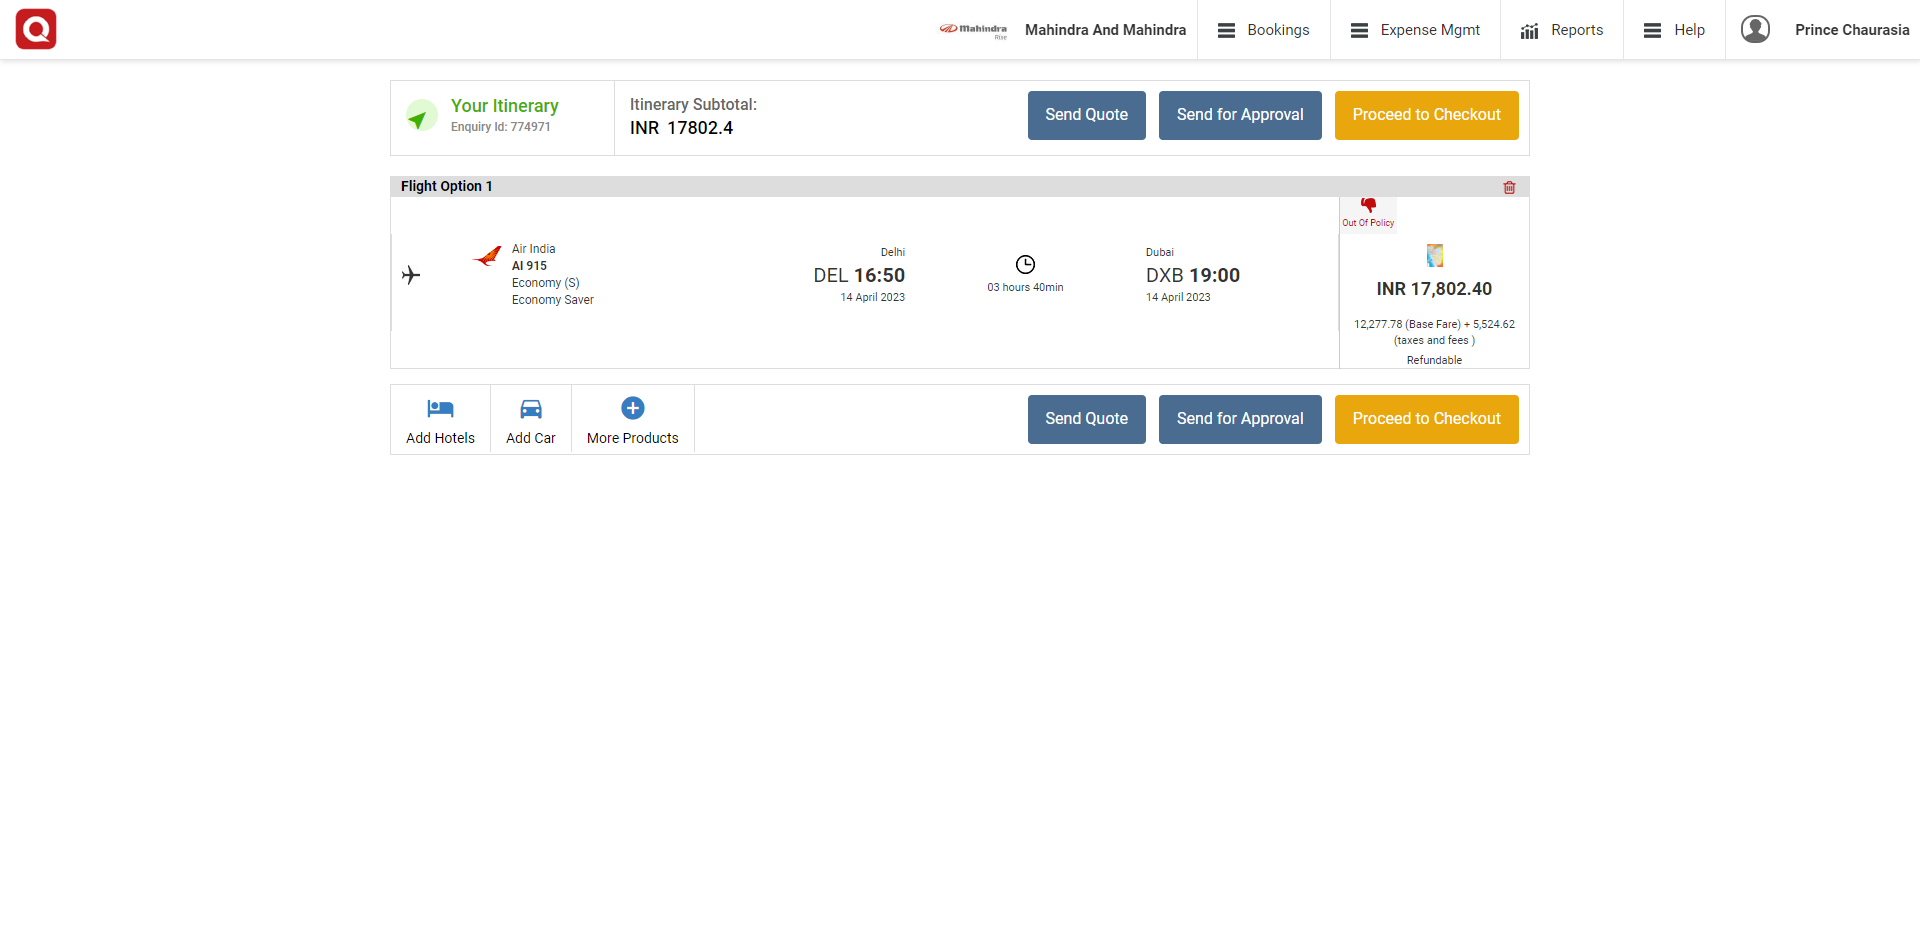 Mahindra
Rise
Mahindra And Mahindra
Bookings
Expense Mgmt
Reports
Help
Prince Chaurasia
Your Itinerary
Enquiry Id: 774971
Itinerary Subtotal:
INR 17802.4
Send Quote
Send for Approval
Proceed to Checkout
Flight Option 1
Air India
AI 915
Economy (S)
Economy Saver
Delhi
DEL 16:50
14 April 2023
03 hours 40min
Dubai
DXB 19:00
14 April 2023
Out Of Policy
INR 17,802.40
12,277.78 (Base Fare) + 5,524.62
(taxes and fees )
Refundable
Add Hotels
Add Car
More Products
Send Quote
Send for Approval
Proceed to Checkout